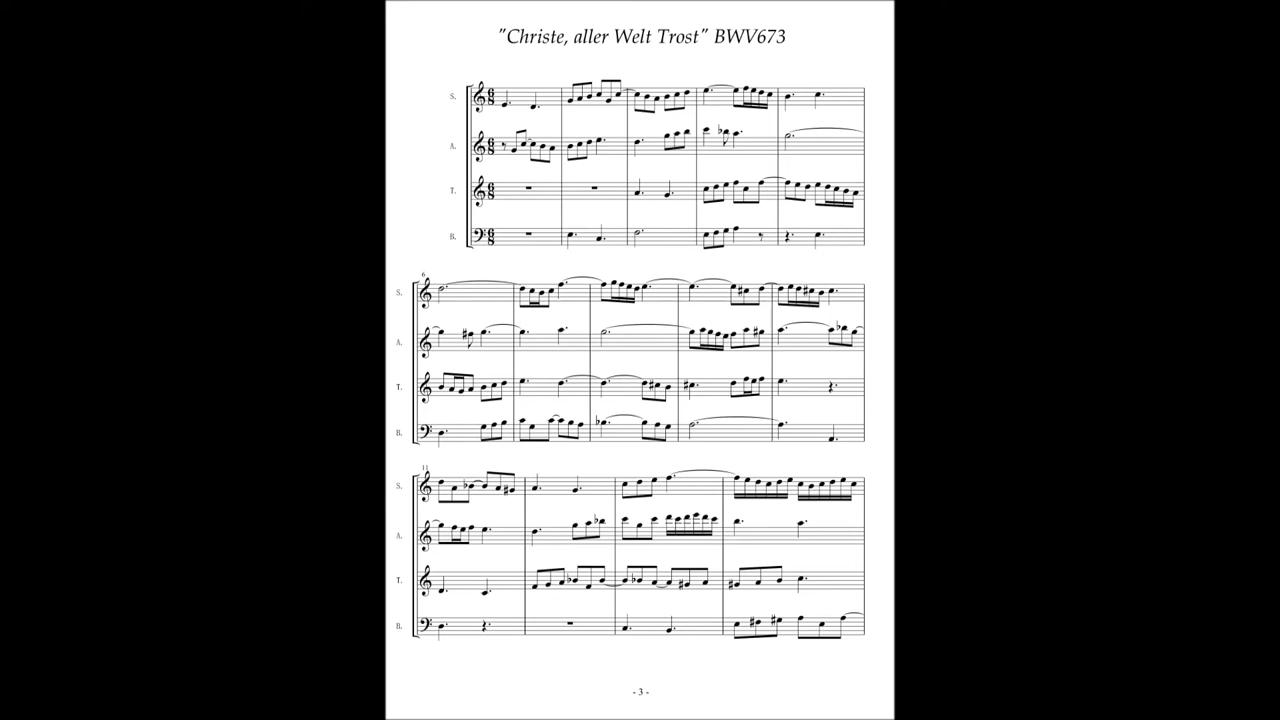 "Christe, aller Welt Trost" BWV673
S.
A.
T.
B.
6
S.
A.
T.
B.
11
S.
A.
T.
B.
- 3 -